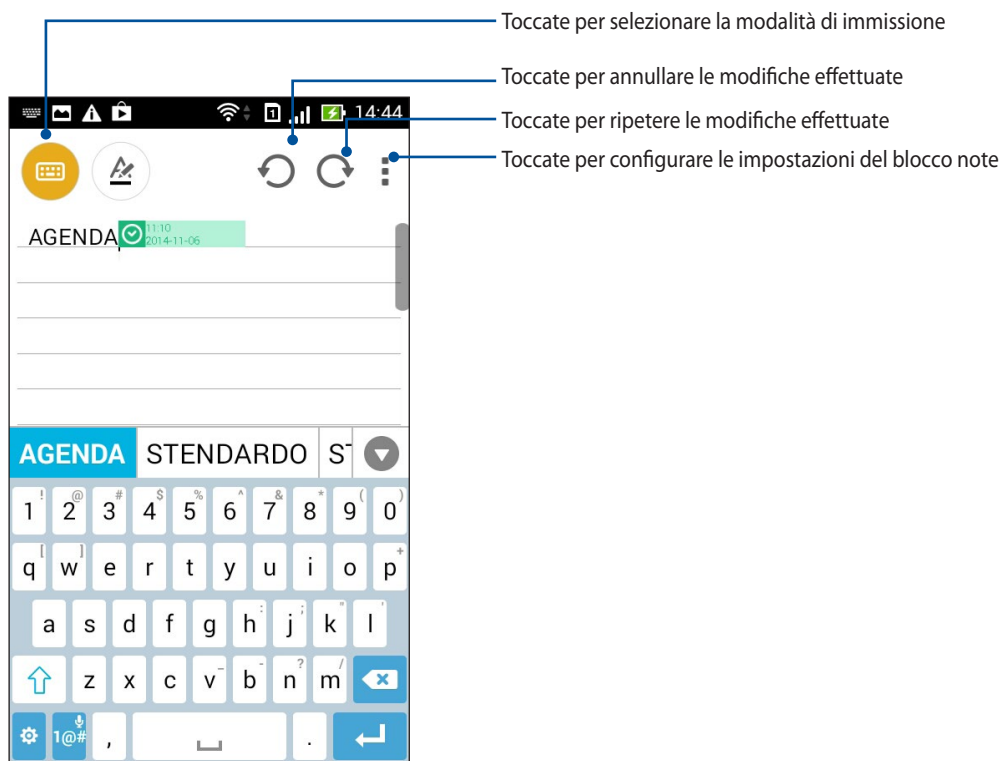 Toccate per selezionare la modalità di immissione
Toccate per annullare le modifiche effettuate
Toccate per ripetere le modifiche effettuate
Toccate per configurare le impostazioni del blocco note
1 14:44
AGENDA 11:10
2014-11-06
AGENDA STENDARDO ST
1 ! 2 @ 3 # 4 $ 5 % 6 ^ 7 & 8 * 9 ( 0 )
q [ w ] e r t y u i o p +
a s d f g h : j ; k " l '
z x c v _ b - n ? m /
1@# , .